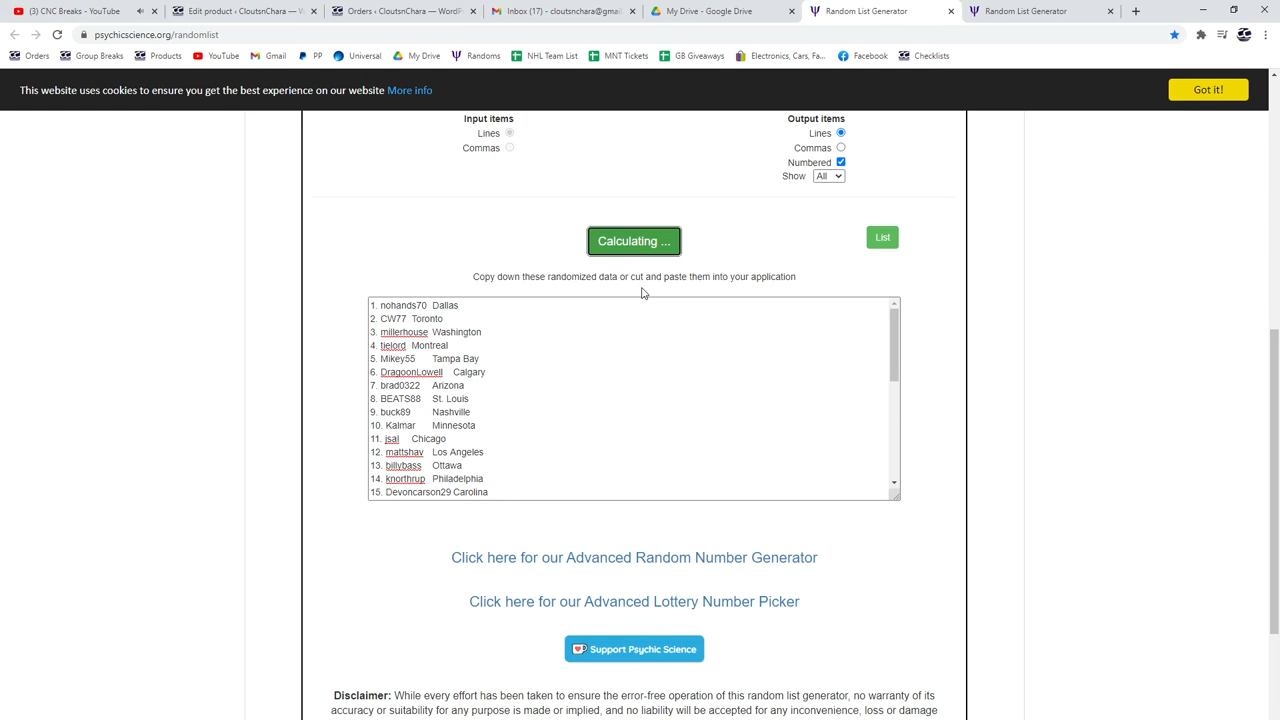 (3) CNC Breaks - YouTube
Edit product ‹ CloutsnChara — W
Orders ‹ CloutsnChara — WordPR
Inbox (17) - cloutsnchara@gmail
My Drive - Google Drive
Random List Generator
Random List Generator
psychicscience.org/randomlist
Orders
Group Breaks
Products
YouTube
Gmail
PP
Universal
My Drive
Randoms
NHL Team List
MNT Tickets
GB Giveaways
Electronics, Cars, Fa...
Facebook
Checklists
This website uses cookies to ensure you get the best experience on our website More info
Got it!
Input items
Output items
Lines
Lines
Commas
Commas
Numbered
Show All
Calculating ...
List
Copy down these randomized data or cut and paste them into your application
1. nohands70 Dallas
2. CW77 Toronto
3. millerhouse Washington
4. tjelord Montreal
5. Mikey55 Tampa Bay
6. DragoonLowell Calgary
7. brad0322 Arizona
8. BEATS88 St. Louis
9. buck89 Nashville
10. Kalmar Minnesota
11. jsal Chicago
12. mattshav Los Angeles
13. billybass Ottawa
14. knorthrup Philadelphia
15. Devoncarson29 Carolina
Click here for our Advanced Random Number Generator
Click here for our Advanced Lottery Number Picker
Support Psychic Science
Disclaimer: While every effort has been taken to ensure the error-free operation of this random list generator, no warranty of its
accuracy or suitability for any purpose is made or implied, and no liability will be accepted for any inconvenience, loss or damage